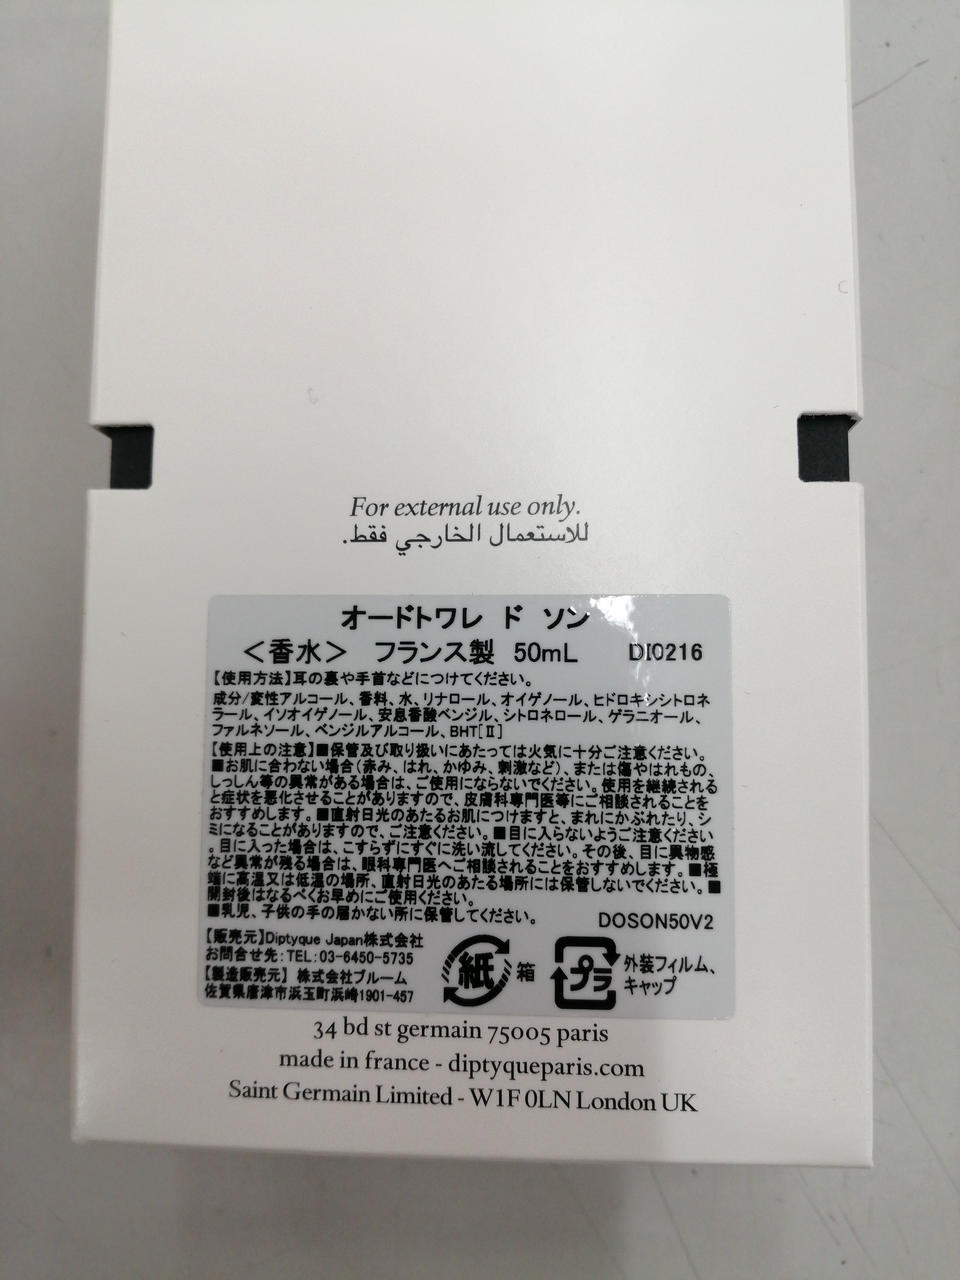 For external use only.
للاستعمال الخارجي فقط.
オードトワレ ド ソン
＜香水＞ フランス製 50mL DI0216
【使用方法】耳の裏や手首などにつけてください。
成分/変性アルコール、香料、水、リナロール、オイゲノール、ヒドロキシシトロネ
ラール、イソオイゲノール、安息香酸ベンジル、シトロネロール、ゲラニオール、
ファルネソール、ベンジルアルコール、BHT[Ⅱ]
【使用上の注意】■保管及び取り扱いにあたっては火気に十分ご注意ください。
■お肌に合わない場合(赤み、はれ、かゆみ、刺激など)、または傷やはれもの、
しっしん等の異常がある場合は、ご使用にならないでください。使用を継続される
と症状を悪化させることがありますので、皮膚科専門医等にご相談されることを
おすすめします。■直射日光のあたるお肌につけますと、まれにかぶれたり、シ
ミになることがありますので、ご注意ください。■目に入らないようご注意ください
。目に入った場合は、こすらずにすぐに洗い流してください。その後、目に異物感
など異常が残る場合は、眼科専門医へご相談されることをおすすめします。■極
端に高温又は低温の場所、直射日光のあたる場所には保管しないでください。■
開封後はなるべくお早めにご使用ください。
■乳児、子供の手の届かない所に保管してください。 DOSON50V2
【販売元】Diptyque Japan株式会社
お問合せ先:TEL:03-6450-5735
【製造販売元】 株式会社ブルーム
佐賀県唐津市浜玉町浜崎1901-457
紙 箱
プラ 外装フィルム、
キャップ
34 bd st germain 75005 paris
made in france - diptyqueparis.com
Saint Germain Limited - W1F 0LN London UK